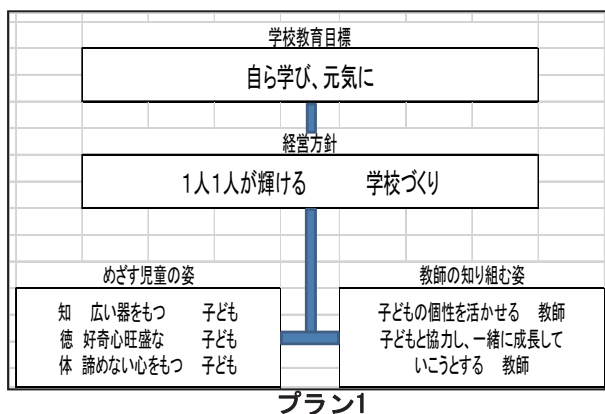 学校教育目標
自ら学び、元気に
経営方針
1人1人が輝ける 学校づくり
めざす児童の姿
知 広い器をもつ 子ども
徳 好奇心旺盛な 子ども
体 諦めない心をもつ 子ども
教師の知り組む姿
子どもの個性を活かせる 教師
子どもと協力し、一緒に成長して
いこうとする 教師
プラン1